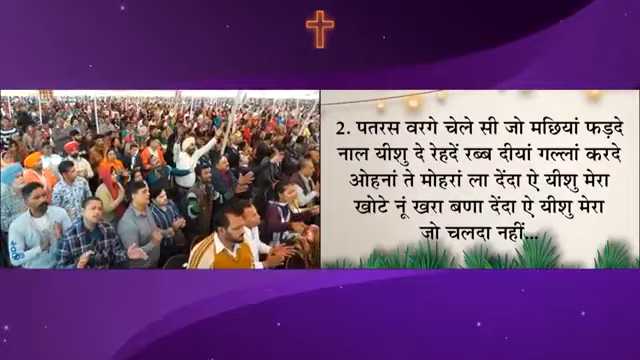 2. पतरस वरगे चेले सी जो मछियां फड़दे
नाल यीशु दे रेहदें रब्ब दीयां गल्लां करदे
ओहनां ते मोहरां ला देंदा ऐ यीशु मेरा
खोटे नूं खरा बणा देंदा ऐ यीशु मेरा
जो चलदा नहीं...